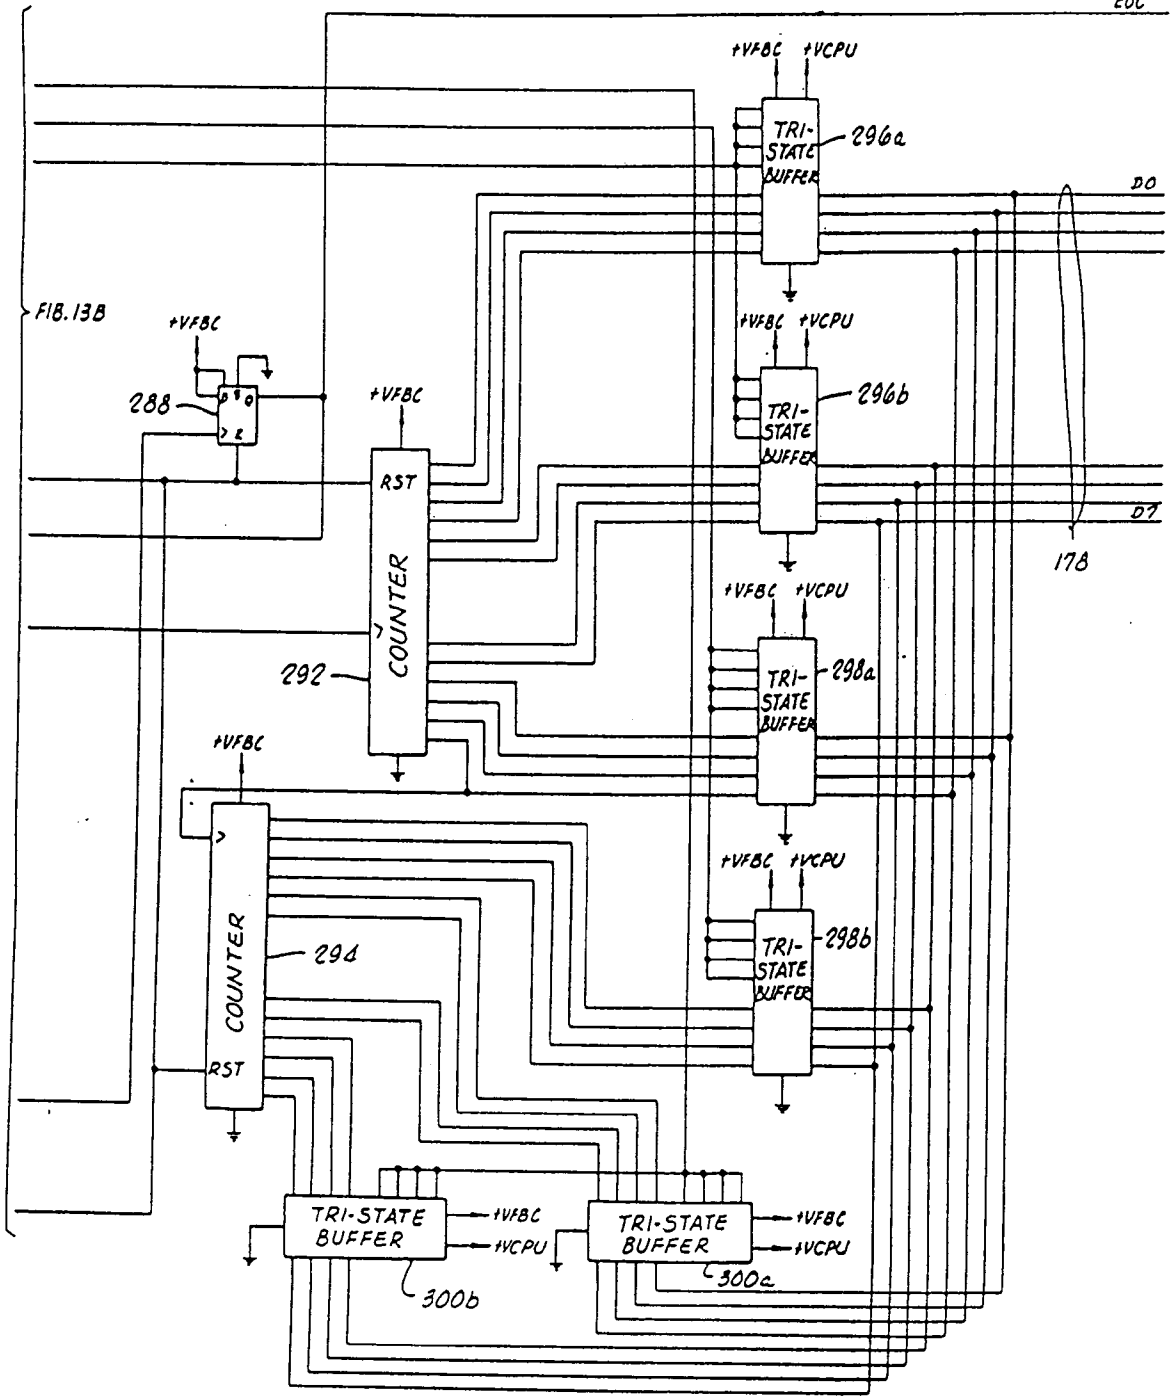 EOC
+VFBC +VCPU
TRI-
STATE
BUFFER
296a
D0
FIB. 13B
+VFBC
D S Q
> R
288
+VFBC
RST
COUNTER
>
292
+VFBC +VCPU
TRI-
STATE
BUFFER
296b
D7
178
+VFBC +VCPU
TRI-
STATE
BUFFER
298a
+VFBC
>
COUNTER
RST
294
+VFBC +VCPU
TRI-
STATE
BUFFER
298b
TRI-STATE
BUFFER
+VFBC
+VCPU
300b
TRI-STATE
BUFFER
+VFBC
+VCPU
300a